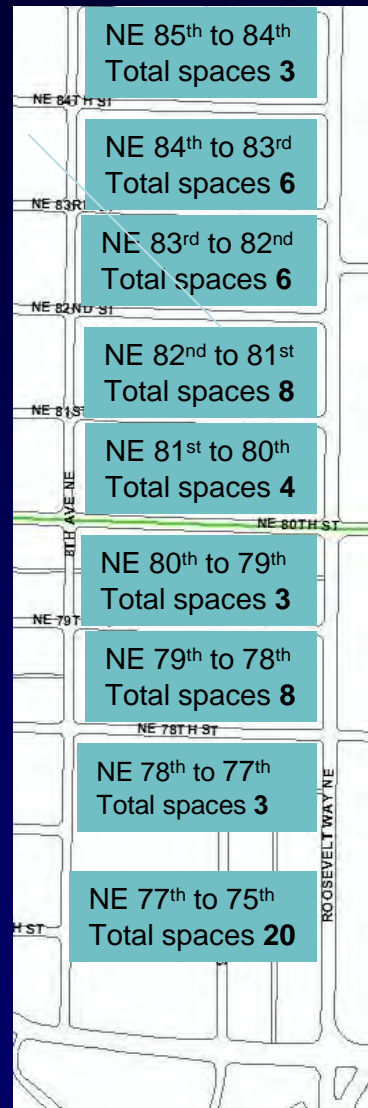 NE 85th to 84th
Total spaces 3
NE 84TH ST
NE 84th to 83rd
Total spaces 6
NE 83R
NE 83rd to 82nd
Total spaces 6
NE 82ND ST
NE 82nd to 81st
Total spaces 8
NE 81S
NE 81st to 80th
Total spaces 4
8TH AVE NE
NE 80TH ST
NE 80th to 79th
Total spaces 3
NE 79T
NE 79th to 78th
Total spaces 8
NE 78TH ST
NE 78th to 77th
Total spaces 3
ROOSEVELT WAY NE
NE 77th to 75th
Total spaces 20
H ST